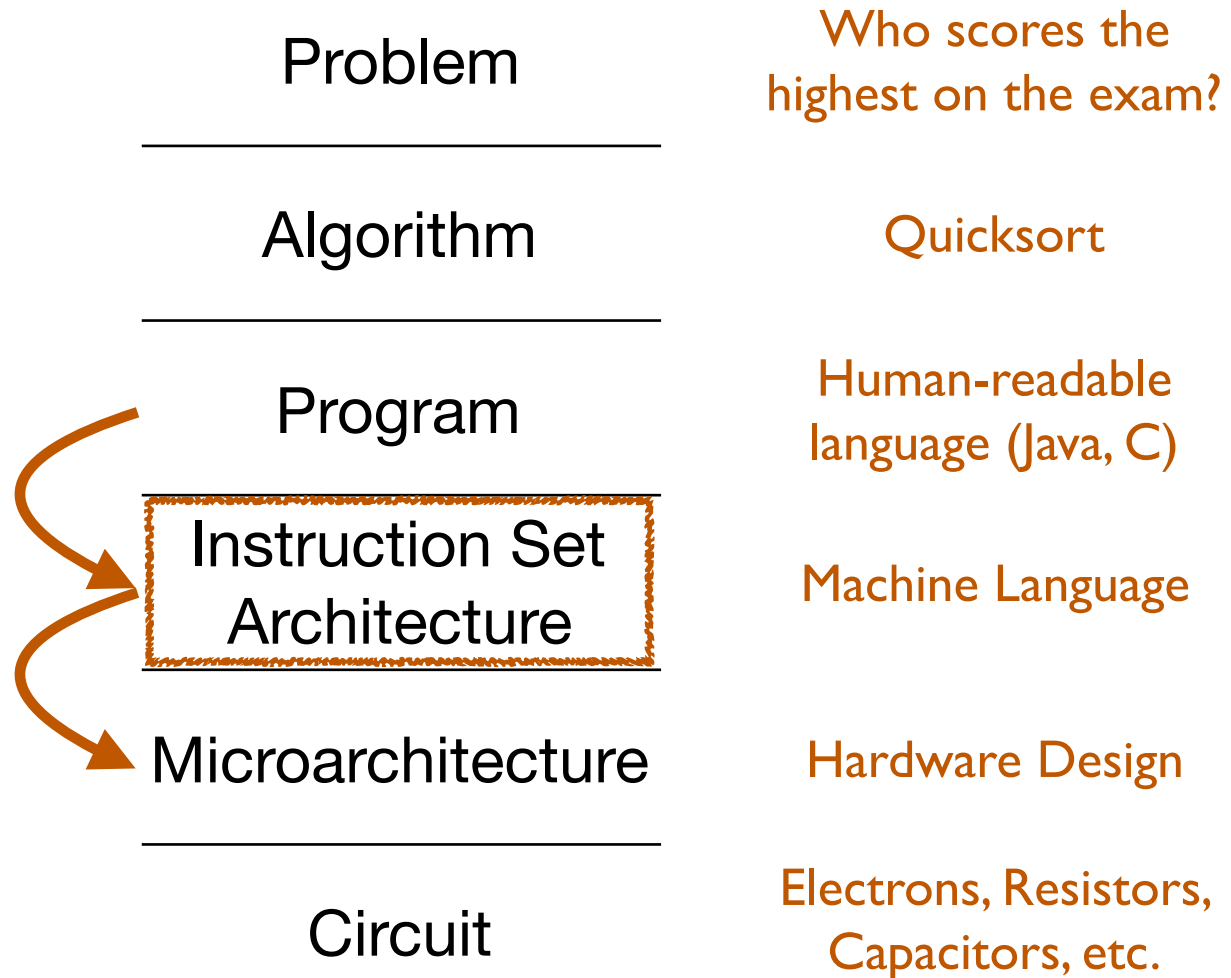 Problem
Who scores the
highest on the exam?
Algorithm
Quicksort
Program
Human-readable
language (Java, C)
Instruction Set
Architecture
Machine Language
Microarchitecture
Hardware Design
Circuit
Electrons, Resistors,
Capacitors, etc.